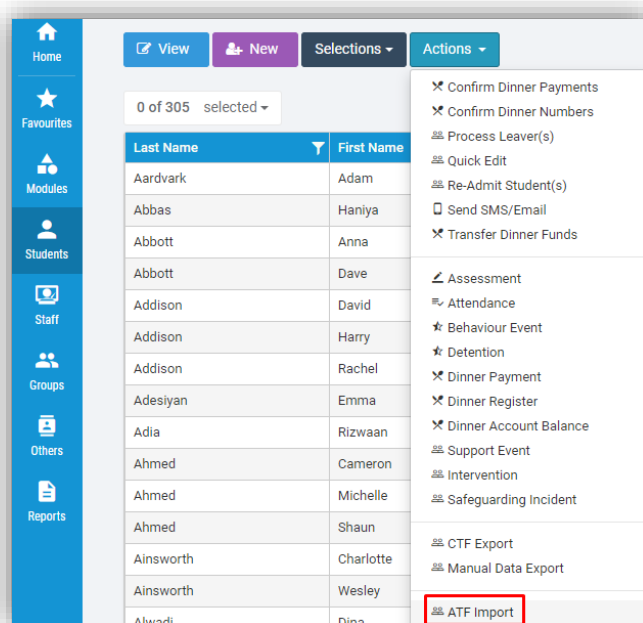 Home
Favourites
Modules
Students
Staff
Groups
Others
Reports
View
New
Selections
Actions
0 of 305 selected
Last Name First Name
Aardvark Adam
Abbas Haniya
Abbott Anna
Abbott Dave
Addison David
Addison Harry
Addison Rachel
Adesiyan Emma
Adia Rizwaan
Ahmed Cameron
Ahmed Michelle
Ahmed Shaun
Ainsworth Charlotte
Ainsworth Wesley
Alwadi Dina
Confirm Dinner Payments
Confirm Dinner Numbers
Process Leaver(s)
Quick Edit
Re-Admit Student(s)
Send SMS/Email
Transfer Dinner Funds
Assessment
Attendance
Behaviour Event
Detention
Dinner Payment
Dinner Register
Dinner Account Balance
Support Event
Intervention
Safeguarding Incident
CTF Export
Manual Data Export
ATF Import